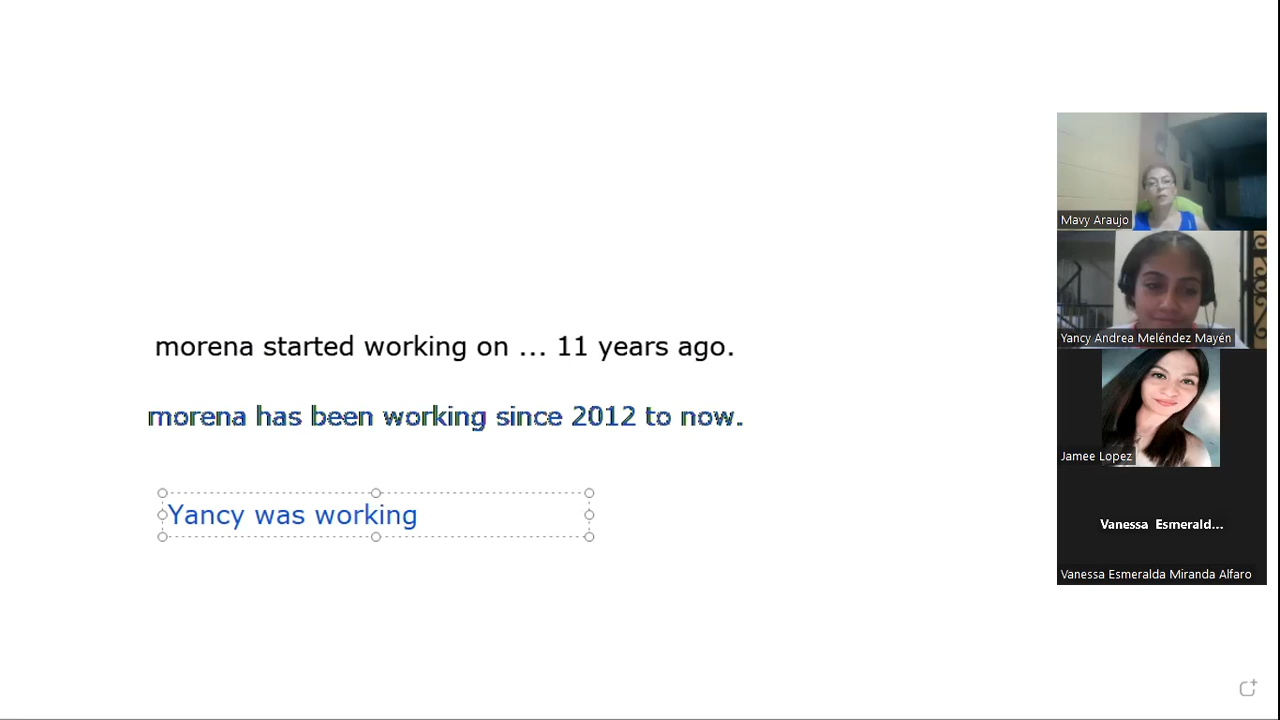 morena started working on ... 11 years ago.
morena has been working since 2012 to now.
Yancy was working
Mavy Araujo
Yancy Andrea Meléndez Mayén
Jamee Lopez
Vanessa Esmerald...
Vanessa Esmeralda Miranda Alfaro